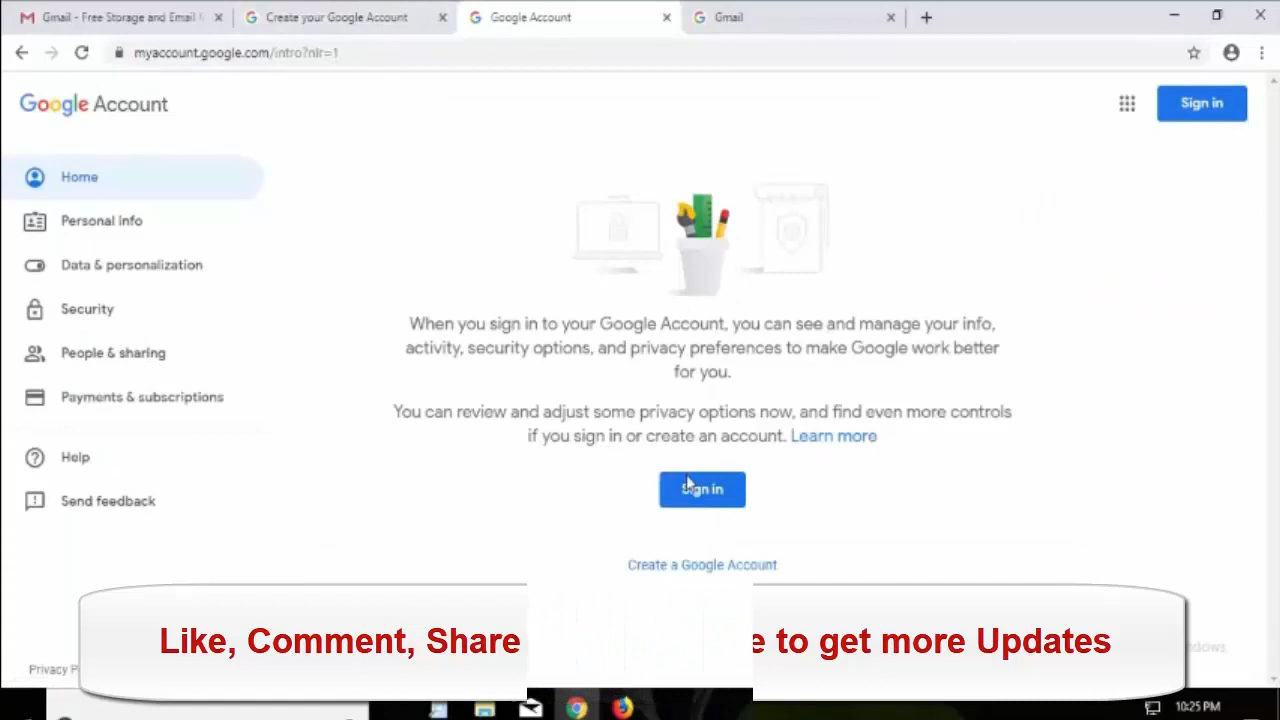 Gmail - Free Storage and Email
Create your Google Account
Google Account
Gmail
myaccount.google.com/intro?nlr=1
Google Account
Sign in
Home
Personal info
Data & personalization
Security
People & sharing
Payments & subscriptions
Help
Send feedback
When you sign in to your Google Account, you can see and manage your info,
activity, security options, and privacy preferences to make Google work better
for you.
You can review and adjust some privacy options now, and find even more controls
if you sign in or create an account. Learn more
Sign in
Create a Google Account
Like, Comment, Share e to get more Updates
Privacy P
10:25 PM